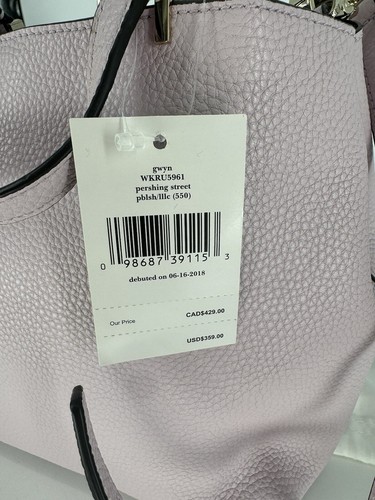 gwyn
WKRU5961
pershing street
pblsh/lllc (550)
0 98687 39115 3
debuted on 06-16-2018
Our Price CAD$429.00
USD$359.00